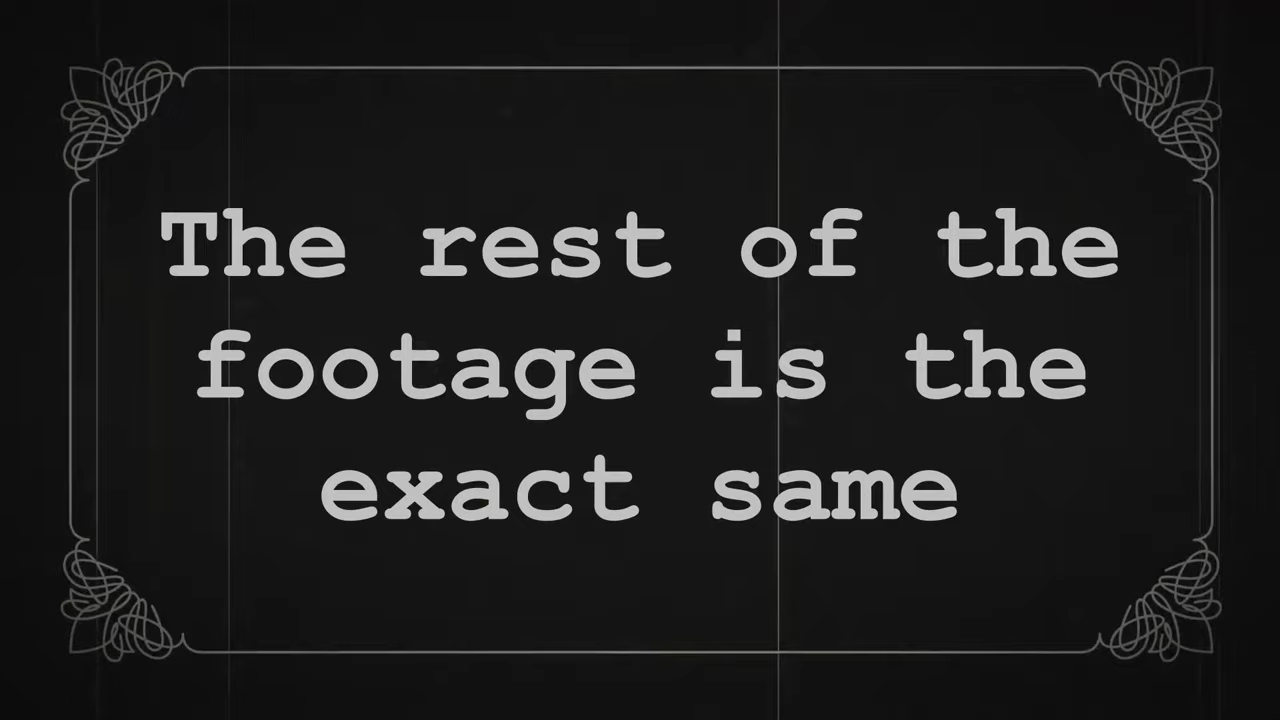 The rest of the
footage is the
exact same